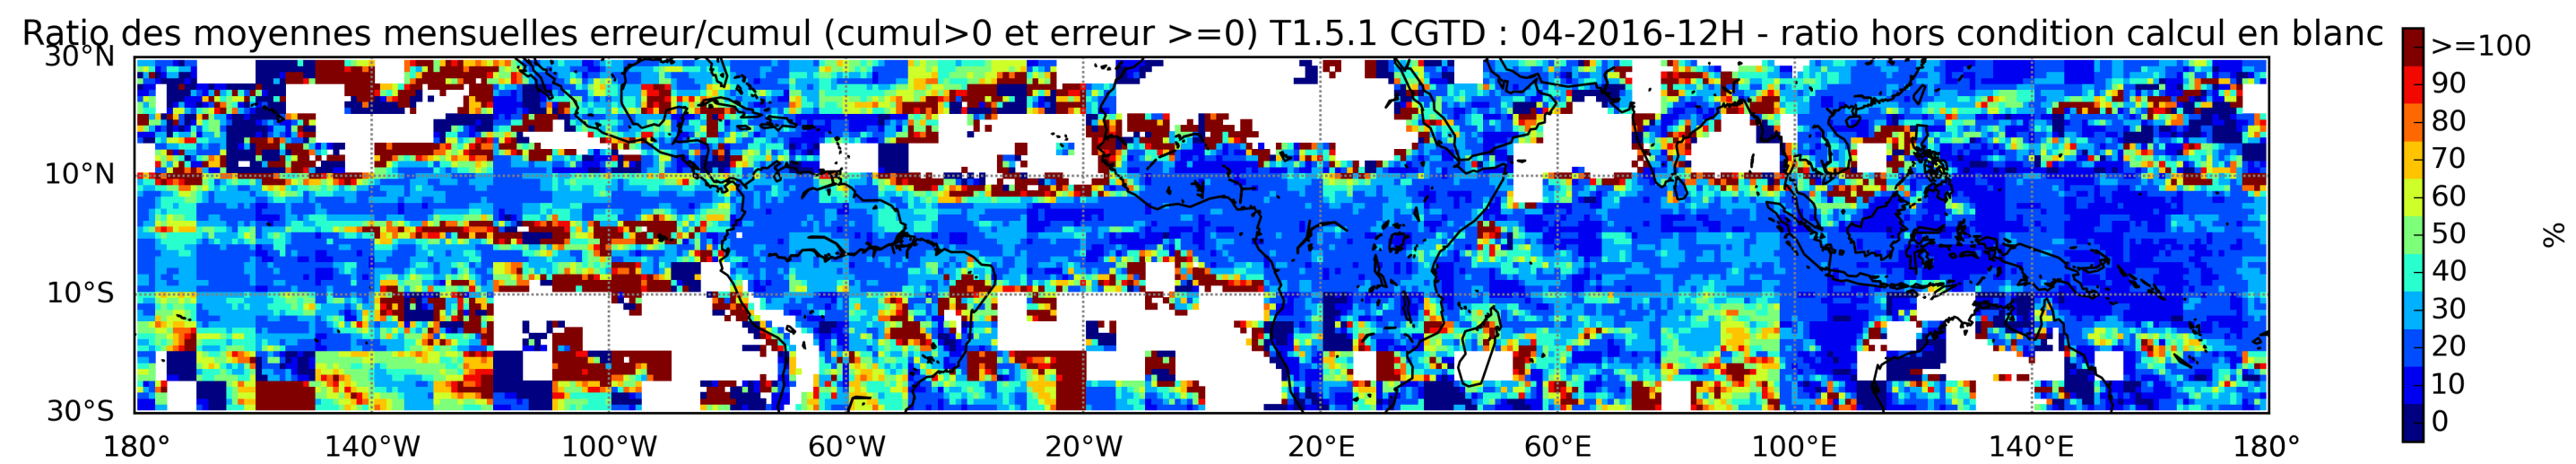 Ratio des moyennes mensuelles erreur/cumul (cumul>0 et erreur >=0) T1.5.1 CGTD : 04-2016-12H - ratio hors condition calcul en blanc
30°N
10°N
10°S
30°S
180° 140°W 100°W 60°W 20°W 20°E 60°E 100°E 140°E 180°
>=100
90
80
70
60
50
40
30
20
10
0
%